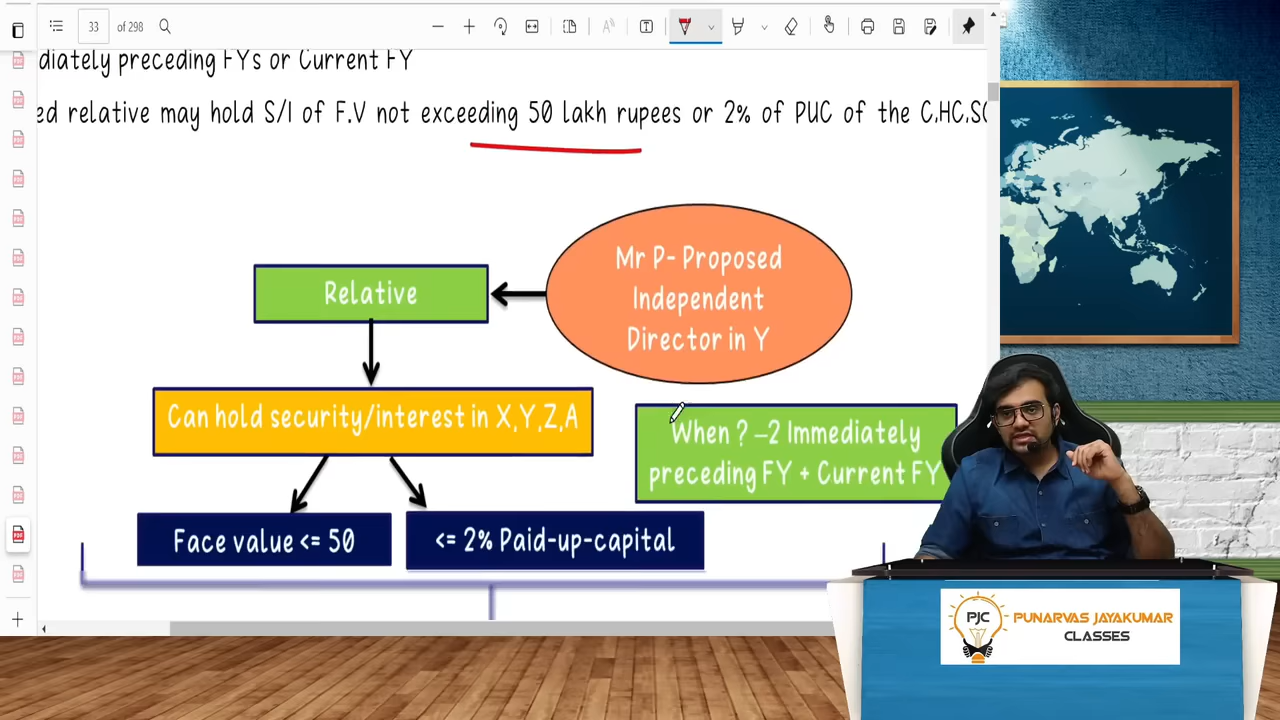 33 of 298
diately preceding FYs or Current FY
ed relative may hold S/I of F.V not exceeding 50 lakh rupees or 2% of PUC of the C,HC,SC
Mr P- Proposed
Independent
Director in Y
Relative
Can hold security/interest in X,Y,Z,A
When ? –2 Immediately
preceding FY + Current FY
Face value <= 50
<= 2% Paid-up-capital
PJC
PUNARVAS JAYAKUMAR
CLASSES